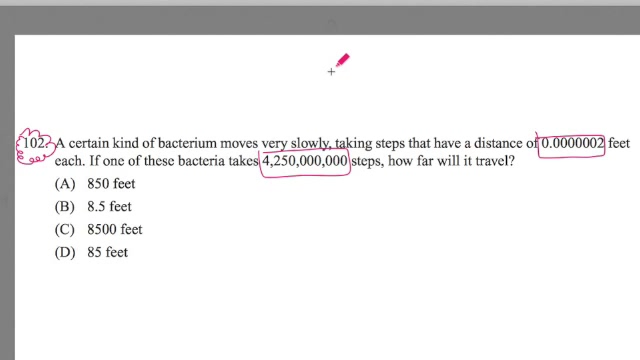 102. A certain kind of bacterium moves very slowly, taking steps that have a distance of 0.0000002 feet
each. If one of these bacteria takes 4,250,000,000 steps, how far will it travel?
(A) 850 feet
(B) 8.5 feet
(C) 8500 feet
(D) 85 feet